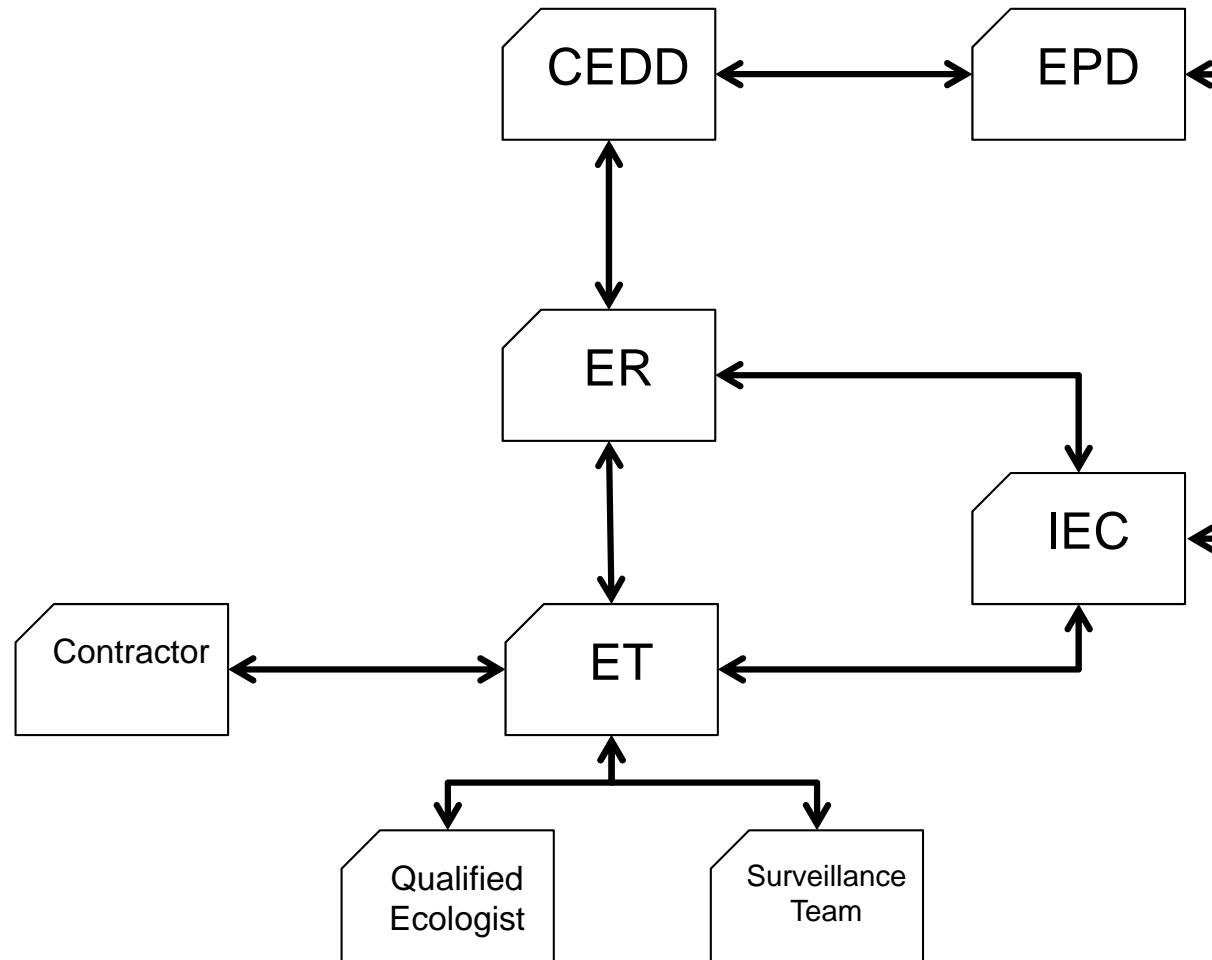 CEDD
EPD
ER
IEC
Contractor
ET
Qualified
Ecologist
Surveillance
Team